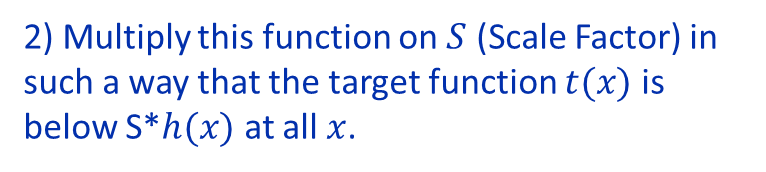 2) Multiply this function on S (Scale Factor) in
such a way that the target function t(x) is
below S*h(x) at all x.